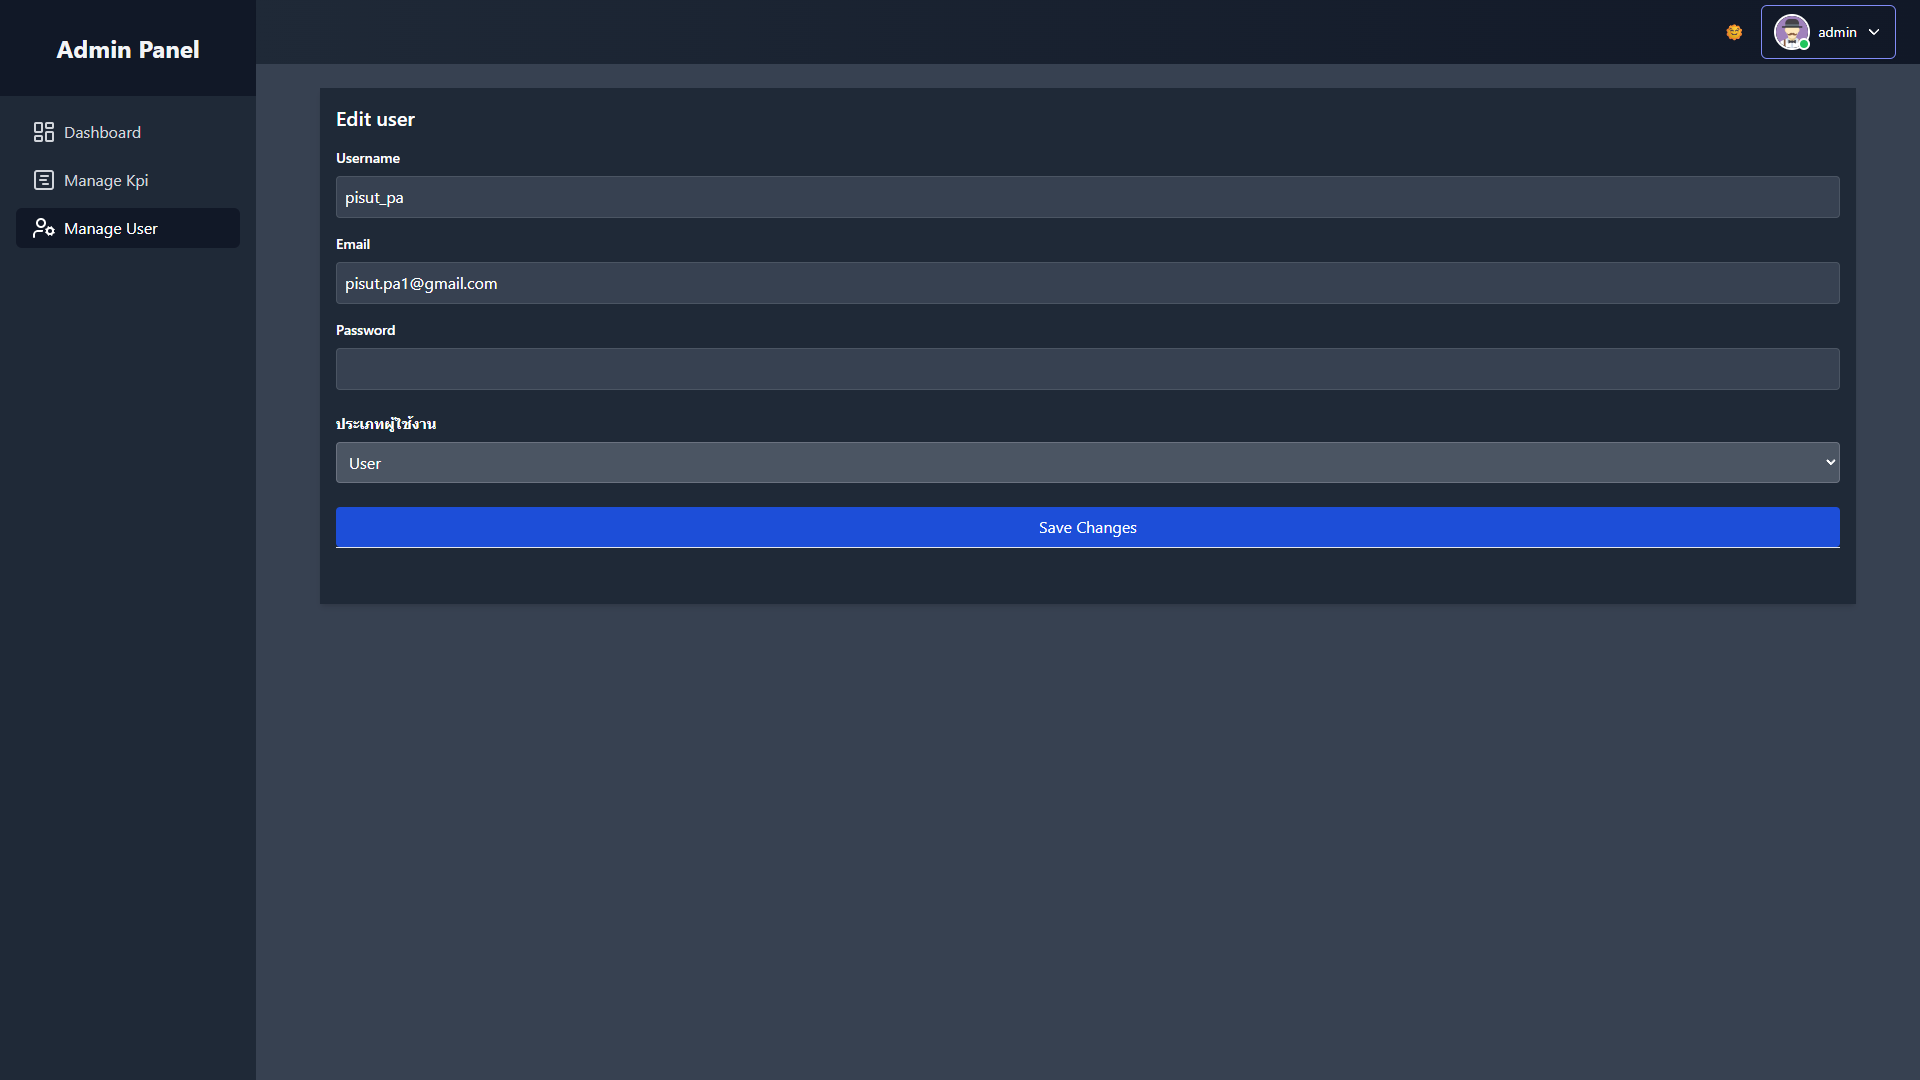 Admin Panel
admin
Dashboard
Manage Kpi
Manage User
Edit user
Username
pisut_pa
Email
pisut.pa1@gmail.com
Password
ประเภทผู้ใช้งาน
User
Save Changes